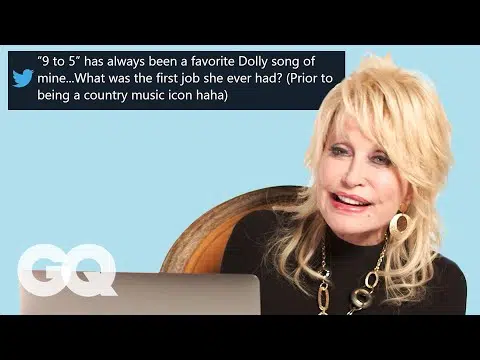 "9 to 5" has always been a favorite Dolly song of
mine...What was the first job she ever had? (Prior to
being a country music icon haha)
GQ